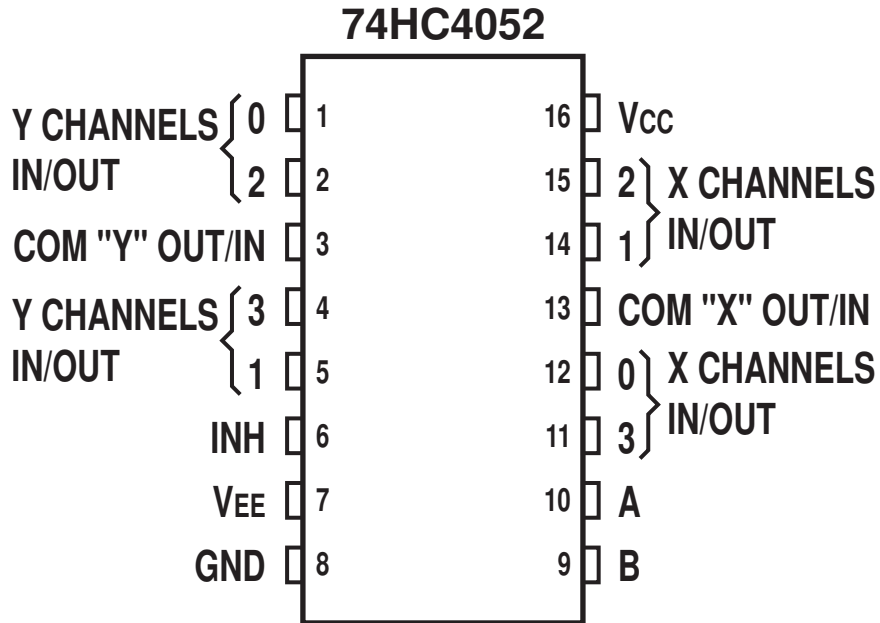 74HC4052
Y CHANNELS 0 1 16 VCC
IN/OUT 2 2 15 2 X CHANNELS
COM "Y" OUT/IN 3 14 1 IN/OUT
Y CHANNELS 3 4 13 COM "X" OUT/IN
IN/OUT 1 5 12 0 X CHANNELS
INH 6 11 3 IN/OUT
VEE 7 10 A
GND 8 9 B